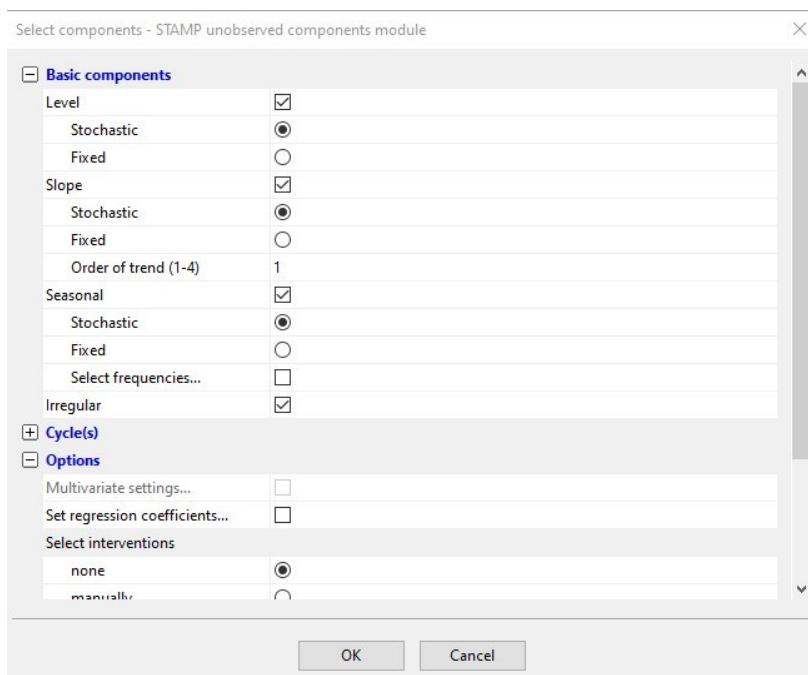 Select components - STAMP unobserved components module
Basic components
Level
Stochastic
Fixed
Slope
Stochastic
Fixed
Order of trend (1-4) 1
Seasonal
Stochastic
Fixed
Select frequencies...
Irregular
Cycle(s)
Options
Multivariate settings...
Set regression coefficients...
Select interventions
none
manually
OK Cancel